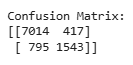 Confusion Matrix:
[[7014  417]
 [ 795 1543]]